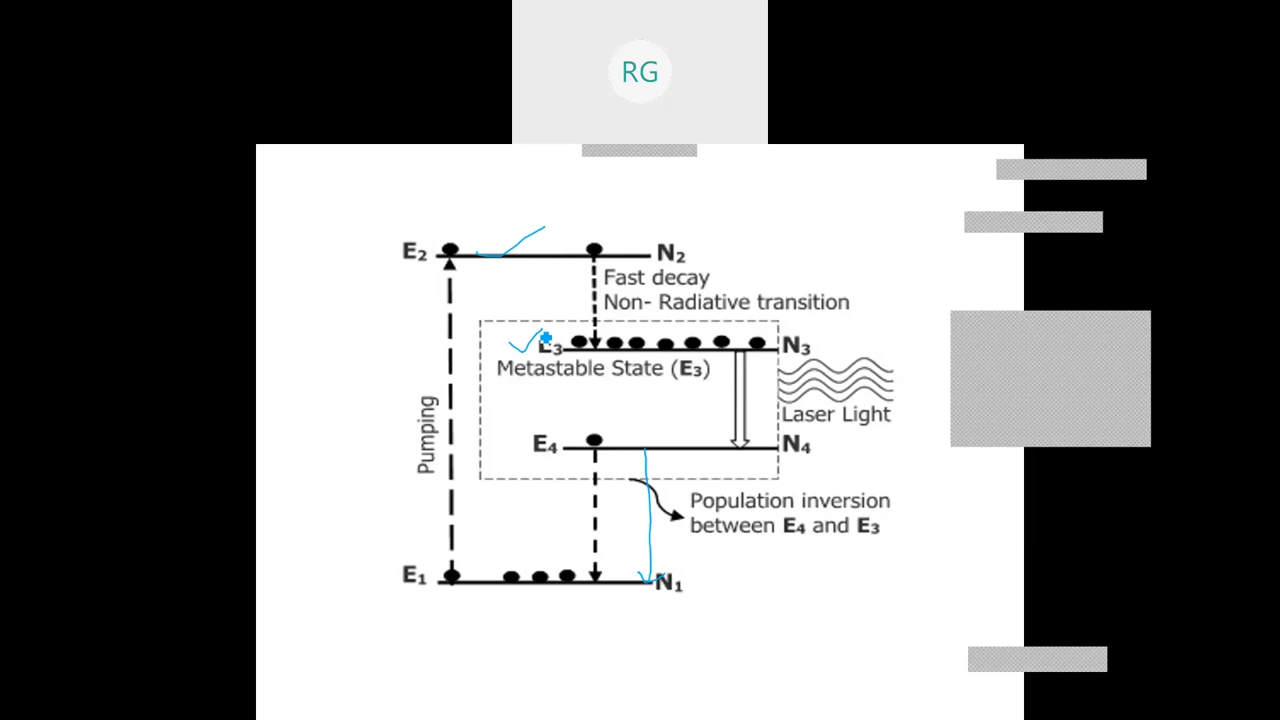 RG
E2
N2
Fast decay
Non- Radiative transition
E3
N3
Metastable State (E3)
Laser Light
Pumping
E4
N4
Population inversion
between E4 and E3
E1
N1